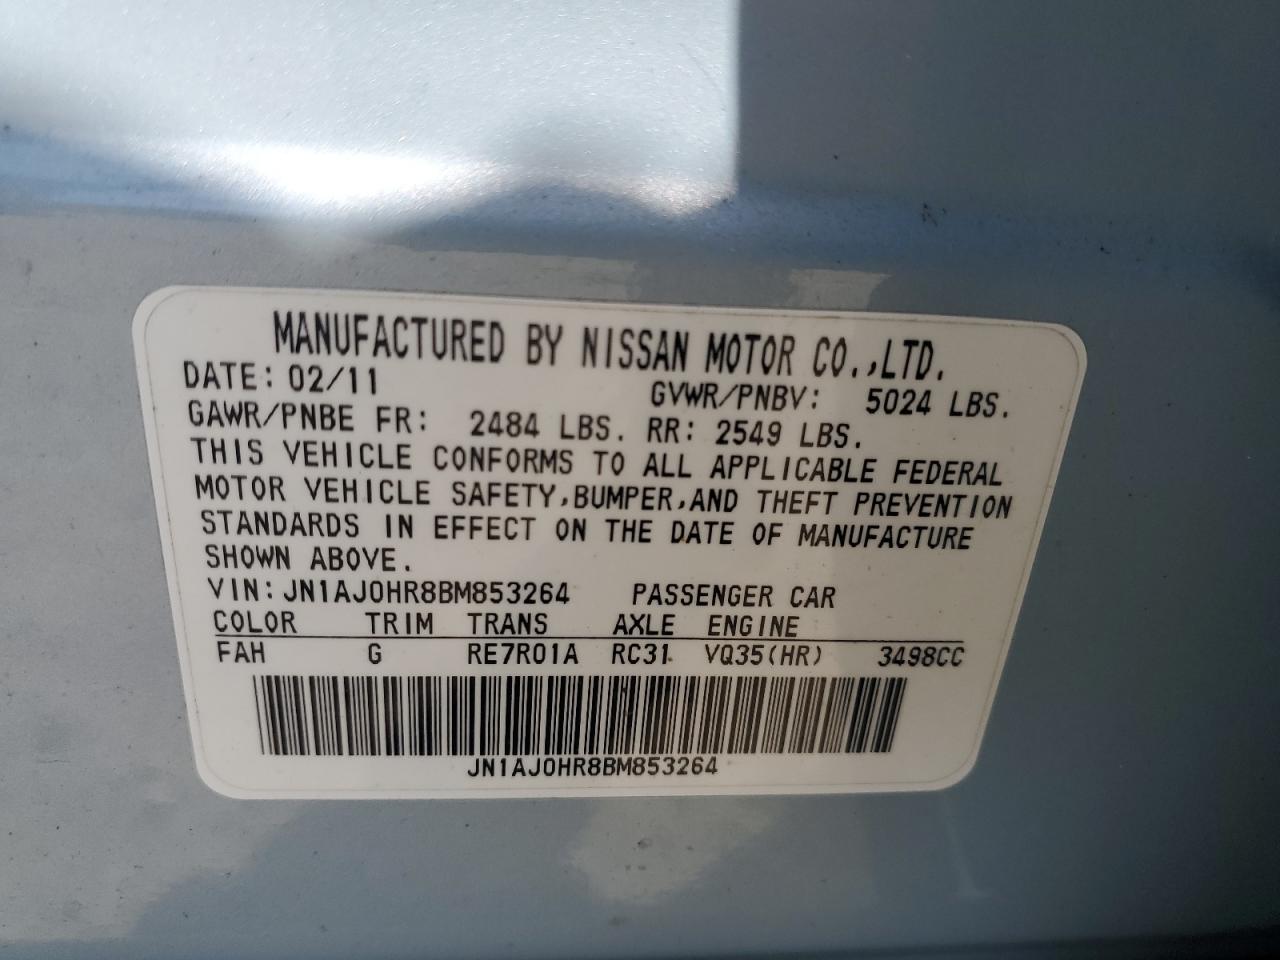 MANUFACTURED BY NISSAN MOTOR CO.,LTD.
DATE: 02/11 GVWR/PNBV: 5024 LBS.
GAWR/PNBE FR: 2484 LBS. RR: 2549 LBS.
THIS VEHICLE CONFORMS TO ALL APPLICABLE FEDERAL
MOTOR VEHICLE SAFETY,BUMPER,AND THEFT PREVENTION
STANDARDS IN EFFECT ON THE DATE OF MANUFACTURE
SHOWN ABOVE.
VIN: JN1AJ0HR8BM853264 PASSENGER CAR
COLOR TRIM TRANS AXLE ENGINE
FAH G RE7R01A RC31 VQ35(HR) 3498CC
JN1AJ0HR8BM853264